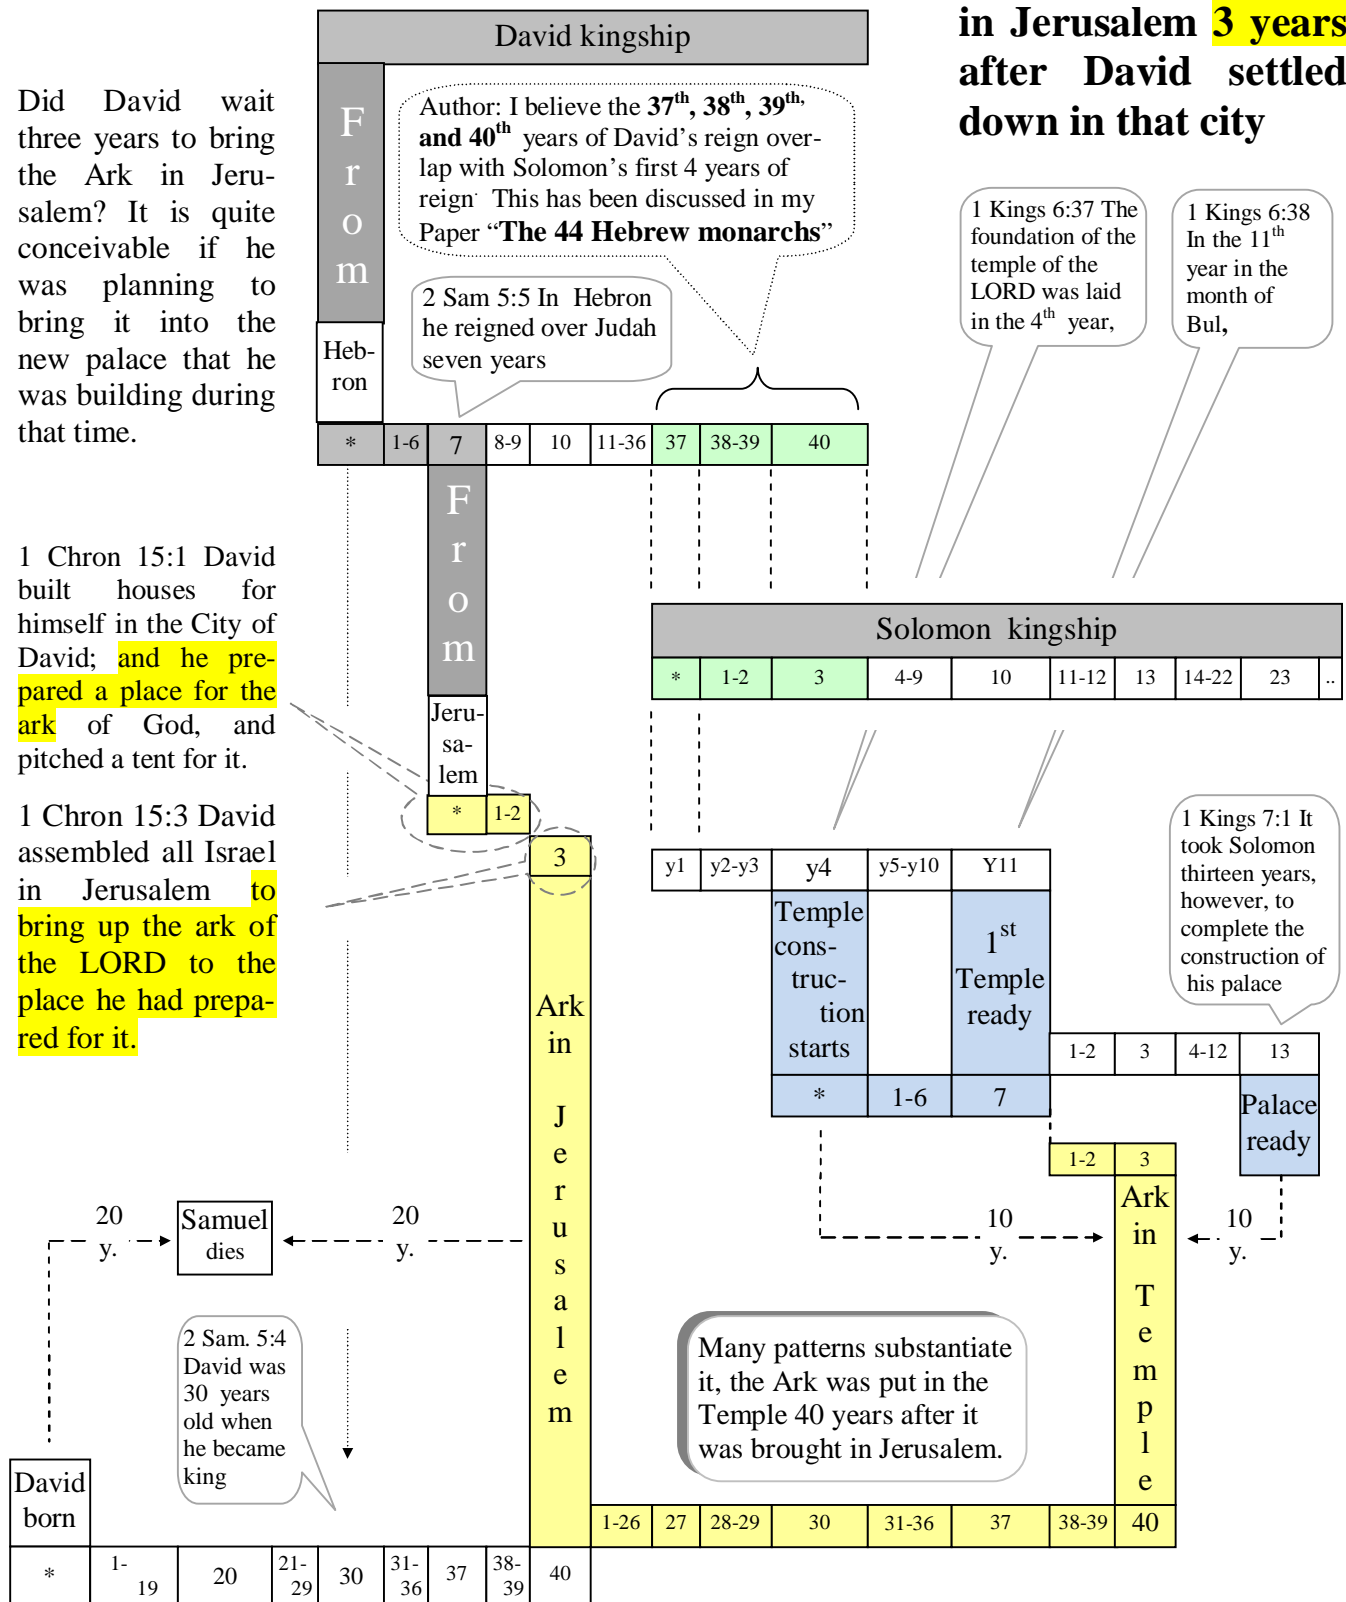 in Jerusalem 3 years
after David settled
down in that city
David kingship
Did David wait
three years to bring
the Ark in Jeru-
salem? It is quite
conceivable if he
was planning to
bring it into the
new palace that he
was building during
that time.
F
r
o
m
Heb-
ron
Author: I believe the 37th, 38th, 39th,
and 40th years of David’s reign over-
lap with Solomon’s first 4 years of
reign. This has been discussed in my
Paper “The 44 Hebrew monarchs”
2 Sam 5:5 In Hebron
he reigned over Judah
seven years
1 Kings 6:37 The
foundation of the
temple of the
LORD was laid
in the 4th year,
1 Kings 6:38
In the 11th
year in the
month of
Bul,
* 1-6 7 8-9 10 11-36 37 38-39 40
F
r
o
m
Jeru-
sa-
lem
1 Chron 15:1 David
built houses for
himself in the City of
David; and he pre-
pared a place for the
ark of God, and
pitched a tent for it.
1 Chron 15:3 David
assembled all Israel
in Jerusalem to
bring up the ark of
the LORD to the
place he had prepa-
red for it.
Solomon kingship
* 1-2 3 4-9 10 11-12 13 14-22 23 ..
* 1-2
3
y1 y2-y3 y4 y5-y10 Y11
Temple
cons-
truc-
tion
starts
1st
Temple
ready
1 Kings 7:1 It
took Solomon
thirteen years,
however, to
complete the
construction of
his palace
1-2 3 4-12 13
* 1-6 7
Palace
ready
1-2 3
Ark
in
J
e
r
u
s
a
l
e
m
Ark
in
T
e
m
p
l
e
20
y.
Samuel
dies
20
y.
10
y.
10
y.
2 Sam. 5:4
David was
30 years
old when
he became
king
Many patterns substantiate
it, the Ark was put in the
Temple 40 years after it
was brought in Jerusalem.
David
born
1-26 27 28-29 30 31-36 37 38-39 40
* 1-19 20 21-29 30 31-36 37 38-39 40